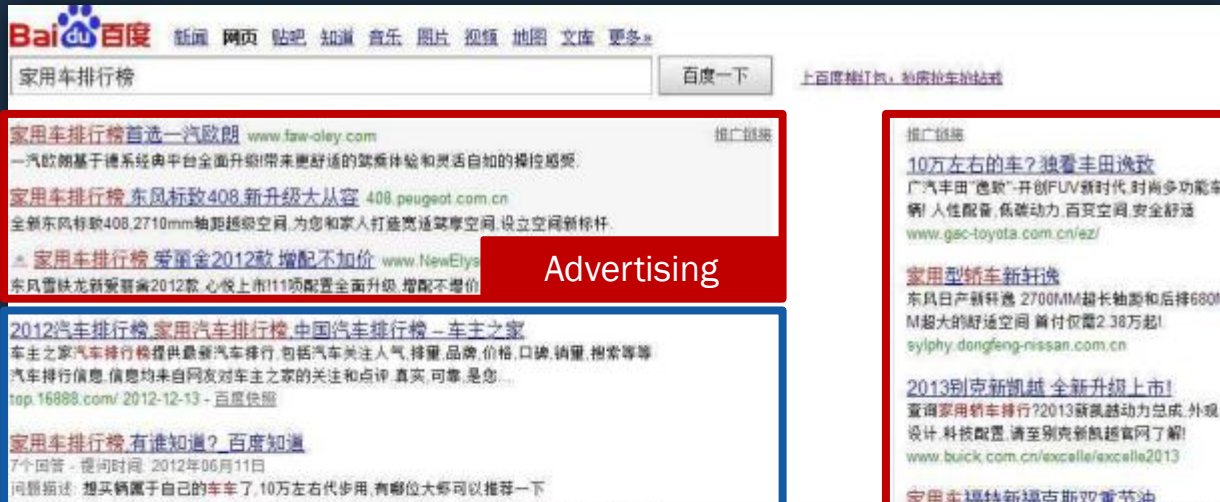 Bai百度 新闻 网页 贴吧 知道 音乐 图片 视频 地图 文库 更多»
家用车排行榜 百度一下
家用车排行榜首选一汽欧朗 www.faw-oley.com 推广链接
一汽欧朗基于德系经典平台全面升级!带来更舒适的驾乘体验和灵活自如的操控感受.
家用车排行榜,东风标致408,新升级大从容 408.peugeot.com.cn
全新东风标致408,2710mm轴距越级空间,为您和家人打造宽适驾享空间,设立空间新标杆.
家用车排行榜 爱丽舍2012款 增配不加价 www.NewElys
东风雪铁龙新爱丽舍2012款 心悦上市!11项配置全面升级,增配不增价
Advertising
2012汽车排行榜,家用汽车排行榜,中国汽车排行榜 – 车主之家
车主之家汽车排行榜提供最新汽车排行,包括汽车关注人气,排量,品牌,价格,口碑,销量,搜索等等
汽车排行信息,信息均来自网友对车主之家的关注和点评,真实,可靠,是您....
top.16888.com/ 2012-12-13 - 百度快照
家用车排行榜,有谁知道?_百度知道
7个回答 - 提问时间: 2012年06月11日
问题描述: 想买辆属于自己的车车了,10万左右代步用,有哪位大虾可以推荐一下
推广链接
10万左右的车?独看丰田逸致
广汽丰田"逸致"-开创FUV新时代,时尚多功能车
辆! 人性配备,低碳动力,百变空间,安全舒适
www.gac-toyota.com.cn/ez/
家用型轿车新轩逸
东风日产新轩逸 2700MM超长轴距和后排680M
M超大的舒适空间 首付仅需2.38万起!
sylphy.dongfeng-nissan.com.cn
2013别克新凯越 全新升级上市!
查询家用轿车排行?2013新凯越动力总成,外观
设计,科技配置,请至别克新凯越官网了解!
www.buick.com.cn/excelle/excelle2013
家用车福特新福克斯双重节油